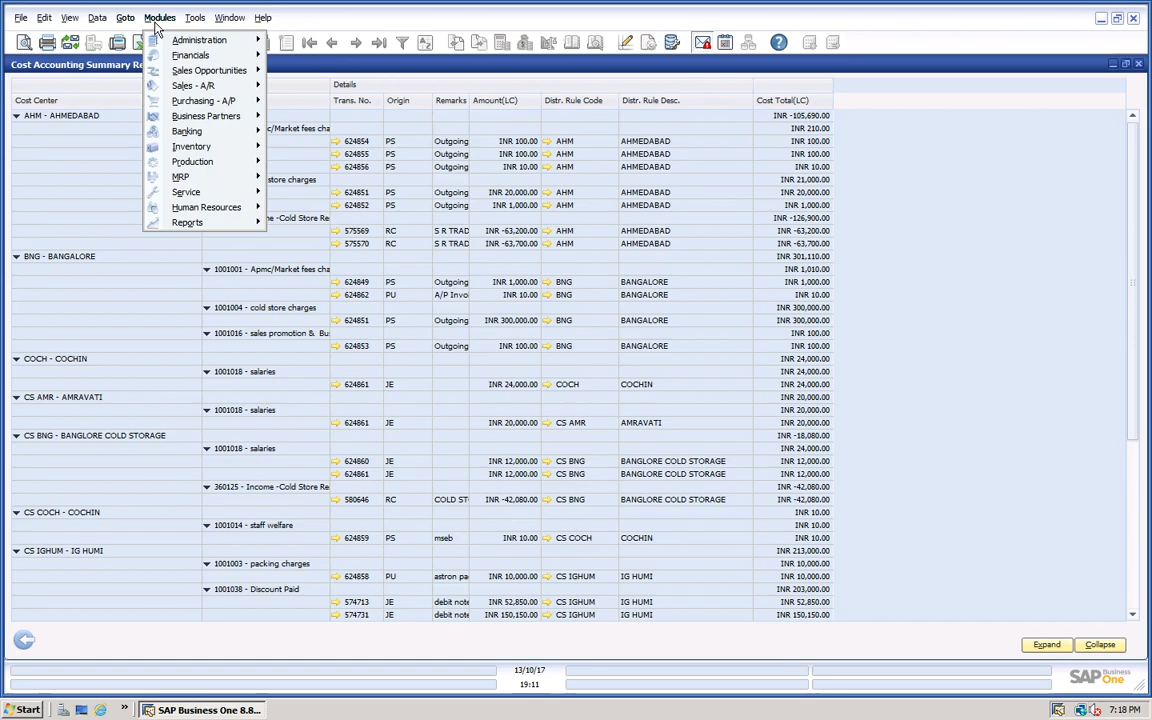 File Edit View Data Goto Modules Tools Window Help
Cost Accounting Summary Re
Administration
Financials
Sales Opportunities
Sales - A/R
Purchasing - A/P
Business Partners
Banking
Inventory
Production
MRP
Service
Human Resources
Reports
Details
Cost Center Trans. No. Origin Remarks Amount(LC) Distr. Rule Code Distr. Rule Desc. Cost Total(LC)
AHM - AHMEDABAD INR -105,690.00
c/Market fees cha INR 210.00
624854 PS Outgoing INR 100.00 AHM AHMEDABAD INR 100.00
624855 PS Outgoing INR 100.00 AHM AHMEDABAD INR 100.00
624856 PS Outgoing INR 10.00 AHM AHMEDABAD INR 10.00
store charges INR 21,000.00
624851 PS Outgoing INR 20,000.00 AHM AHMEDABAD INR 20,000.00
624852 PS Outgoing INR 1,000.00 AHM AHMEDABAD INR 1,000.00
me -Cold Store Re INR -126,900.00
575569 RC S R TRAD INR -63,200.00 AHM AHMEDABAD INR -63,200.00
575570 RC S R TRAD INR -63,700.00 AHM AHMEDABAD INR -63,700.00
BNG - BANGALORE INR 301,110.00
1001001 - Apmc/Market fees cha INR 1,010.00
624849 PS Outgoing INR 1,000.00 BNG BANGALORE INR 1,000.00
624862 PU A/P Invoi INR 10.00 BNG BANGALORE INR 10.00
1001004 - cold store charges INR 300,000.00
624851 PS Outgoing INR 300,000.00 BNG BANGALORE INR 300,000.00
1001016 - sales promotion & Bu INR 100.00
624853 PS Outgoing INR 100.00 BNG BANGALORE INR 100.00
COCH - COCHIN INR 24,000.00
1001018 - salaries INR 24,000.00
624861 JE INR 24,000.00 COCH COCHIN INR 24,000.00
CS AMR - AMRAVATI INR 20,000.00
1001018 - salaries INR 20,000.00
624861 JE INR 20,000.00 CS AMR AMRAVATI INR 20,000.00
CS BNG - BANGLORE COLD STORAGE INR -18,080.00
1001018 - salaries INR 24,000.00
624860 JE INR 12,000.00 CS BNG BANGLORE COLD STORAGE INR 12,000.00
624861 JE INR 12,000.00 CS BNG BANGLORE COLD STORAGE INR 12,000.00
360125 - Income -Cold Store Re INR -42,080.00
580646 RC COLD ST INR -42,080.00 CS BNG BANGLORE COLD STORAGE INR -42,080.00
CS COCH - COCHIN INR 10.00
1001014 - staff welfare INR 10.00
624859 PS mseb INR 10.00 CS COCH COCHIN INR 10.00
CS IGHUM - IG HUMI INR 213,000.00
1001003 - packing charges INR 10,000.00
624858 PU astron pa INR 10,000.00 CS IGHUM IG HUMI INR 10,000.00
1001038 - Discount Paid INR 203,000.00
574713 JE debit note INR 52,850.00 CS IGHUM IG HUMI INR 52,850.00
574731 JE debit note INR 150,150.00 CS IGHUM IG HUMI INR 150,150.00
Expand Collapse
13/10/17
19:11
SAP Business One
Start SAP Business One 8.8... 7:18 PM